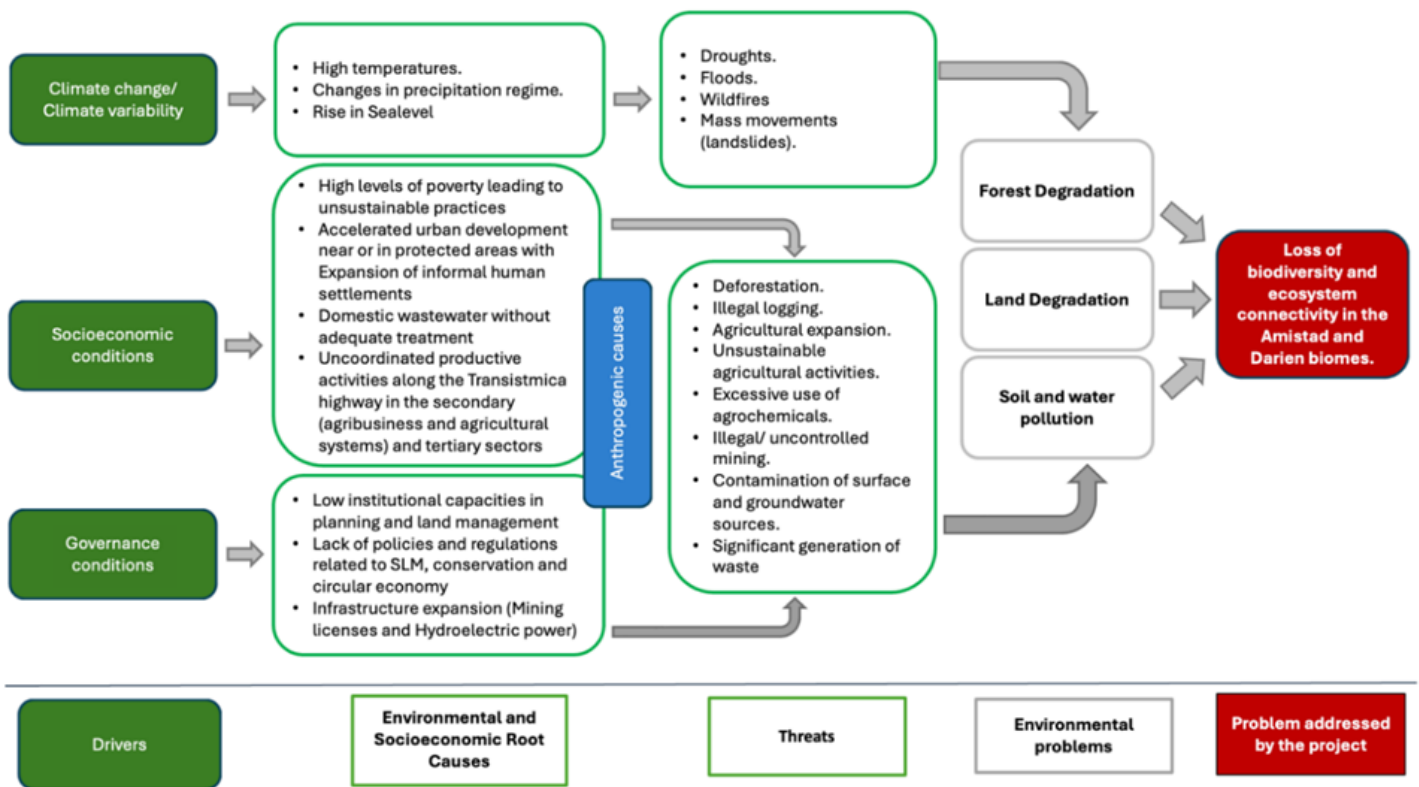 Climate change/
Climate variability
• High temperatures.
• Changes in precipitation regime.
• Rise in Sealevel
• Droughts.
• Floods.
• Wildfires
• Mass movements
(landslides).
Socioeconomic
conditions
• High levels of poverty leading to
unsustainable practices
• Accelerated urban development
near or in protected areas with
Expansion of informal human
settlements
• Domestic wastewater without
adequate treatment
• Uncoordinated productive
activities along the Transistmica
highway in the secondary
(agribusiness and agricultural
systems) and tertiary sectors
Governance
conditions
• Low institutional capacities in
planning and land management
• Lack of policies and regulations
related to SLM, conservation and
circular economy
• Infrastructure expansion (Mining
licenses and Hydroelectric power)
Anthropogenic causes
• Deforestation.
• Illegal logging.
• Agricultural expansion.
• Unsustainable
agricultural activities.
• Excessive use of
agrochemicals.
• Illegal/ uncontrolled
mining.
• Contamination of surface
and groundwater
sources.
• Significant generation of
waste
Forest Degradation
Land Degradation
Soil and water
pollution
Loss of
biodiversity and
ecosystem
connectivity in the
Amistad and
Darien biomes.
Drivers
Environmental and
Socioeconomic Root
Causes
Threats
Environmental
problems
Problem addressed
by the project